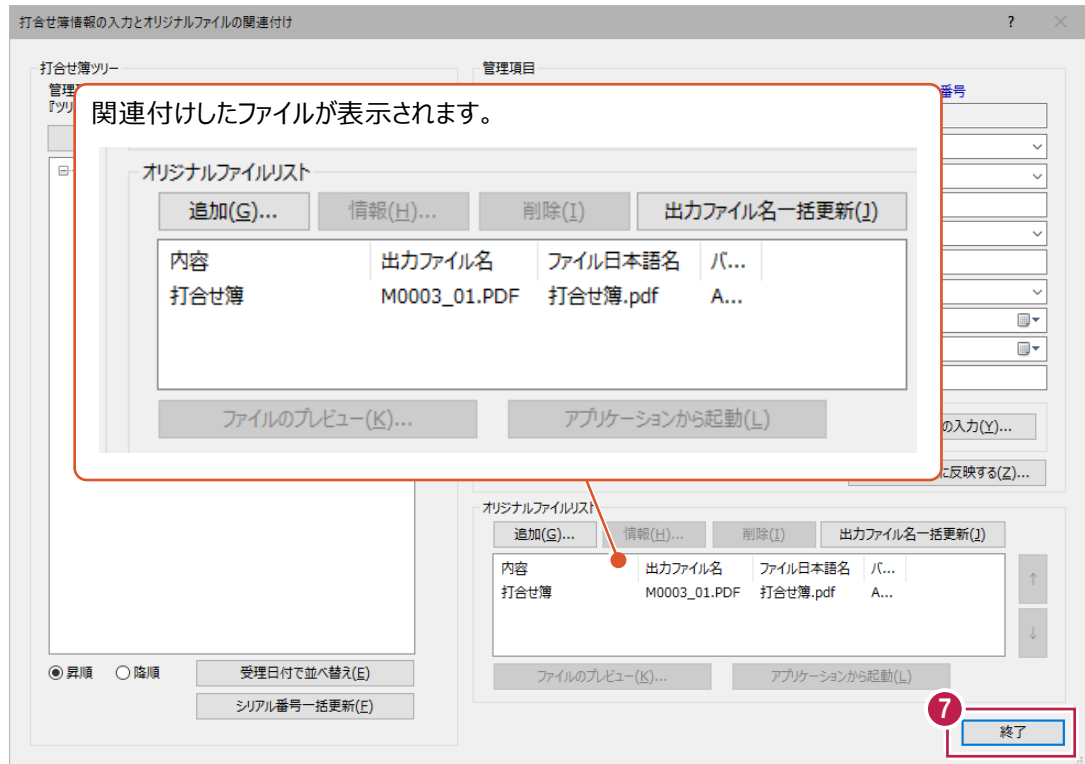 打合せ簿情報の入力とオリジナルファイルの関連付け
?
打合せ簿ツリー
管理
『ツリ
管理項目
番号
関連付けしたファイルが表示されます。
オリジナルファイルリスト
追加(G)... 情報(H)... 削除(I) 出力ファイル名一括更新(J)
内容 出力ファイル名 ファイル日本語名 バ...
打合せ簿 M0003_01.PDF 打合せ簿.pdf A...
ファイルのプレビュー(K)... アプリケーションから起動(L)
の入力(Y)...
に反映する(Z)...
オリジナルファイルリスト
追加(G)... 情報(H)... 削除(I) 出力ファイル名一括更新(J)
内容 出力ファイル名 ファイル日本語名 バ...
打合せ簿 M0003_01.PDF 打合せ簿.pdf A...
↑
↓
ファイルのプレビュー(K)... アプリケーションから起動(L)
昇順 降順 受理日付で並べ替え(E)
シリアル番号一括更新(F)
7
終了